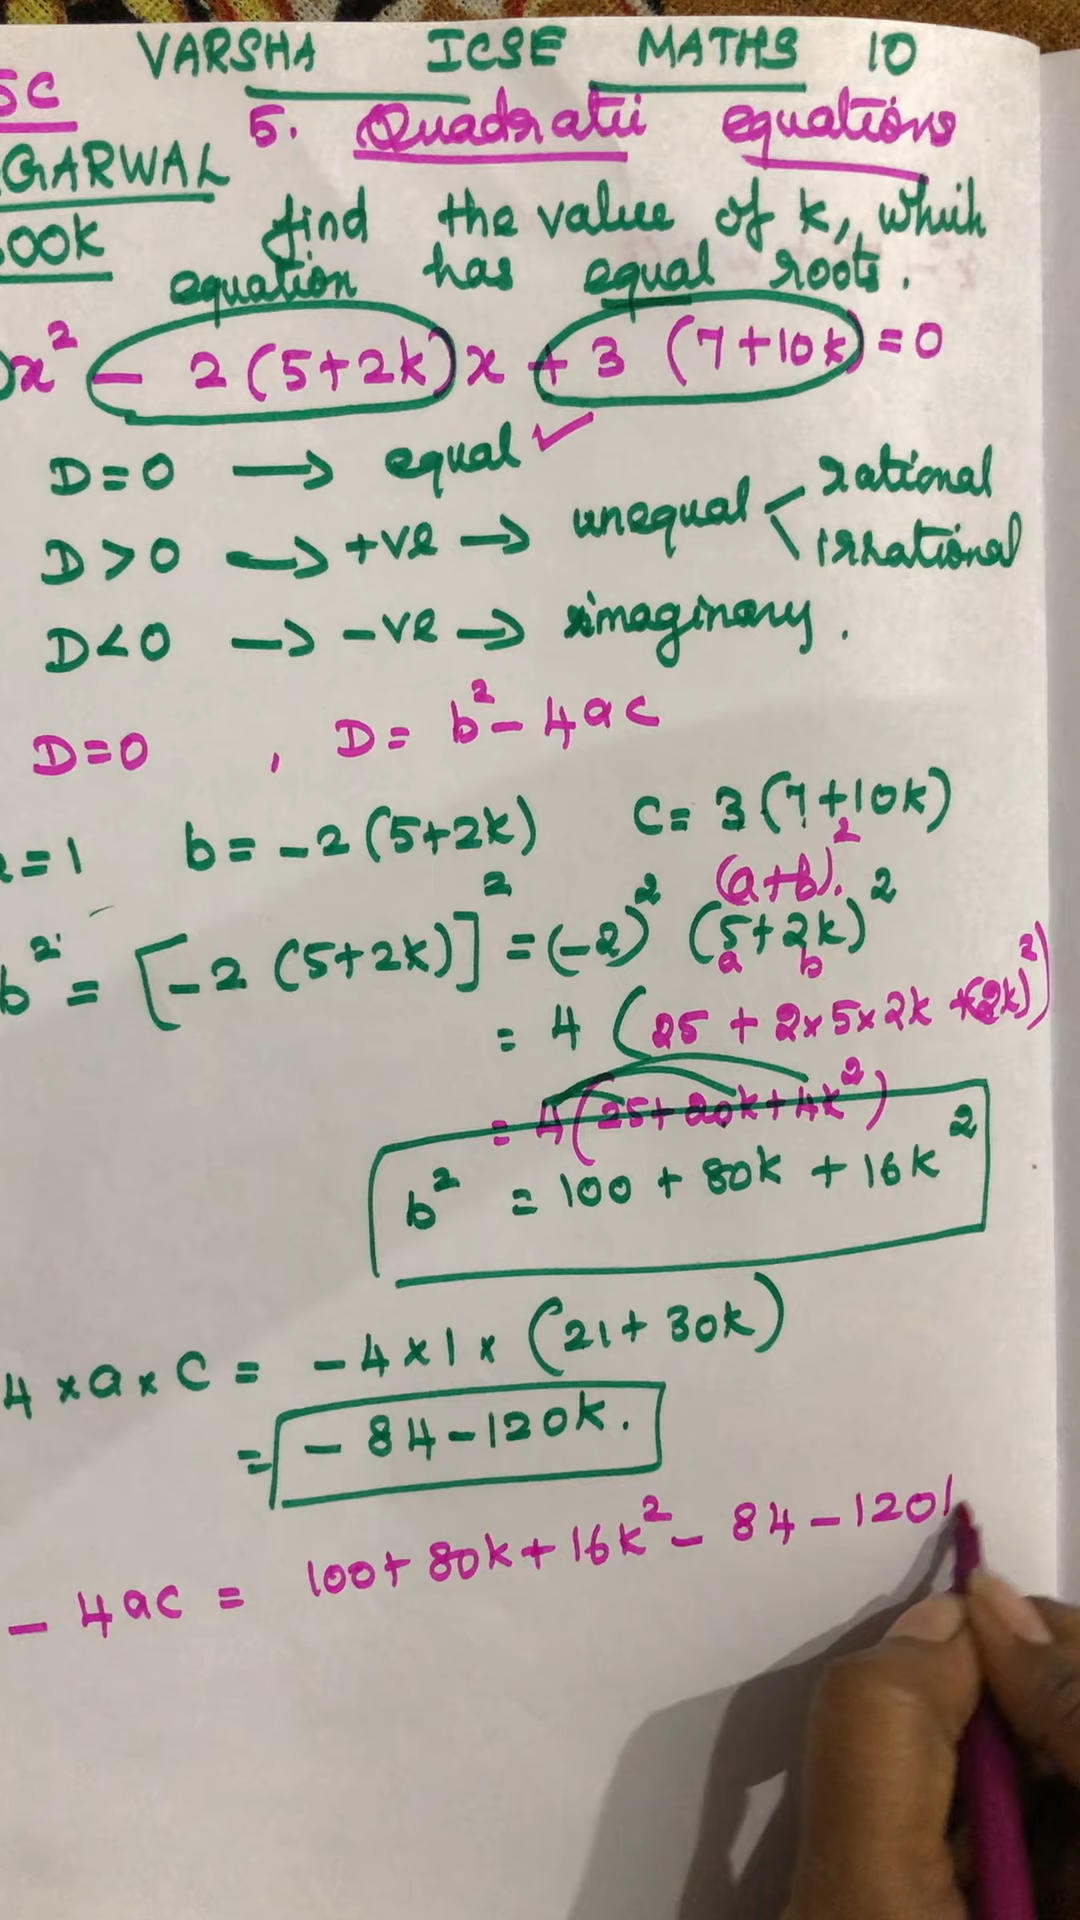 VARSHA ICSE MATHS 10
SC 5. Quadratic equations
GARWAL
find the value of k, which
OOK
equation has equal roots.
x² - 2 (5+2k) x + 3 (7+10k) = 0
D=0 → equal ✓
D>0 → +ve → unequal < rational
irrational
D<0 → -ve → imaginary.
D=0 , D= b² - 4ac
=1 b = -2(5+2k) C= 3(7+10k)
(a+b)²
b² = [-2 (5+2k)]² = (-2)² (5+2k)²
a b
= 4 (25 + 2×5×2k + (2k)²)
= 4(25+20k+4k²)
b² = 100 + 80k + 16k²
4 × a × C = -4×1× (21+30k)
= -84-120k.
- 4ac = 100+ 80k + 16k² - 84 - 120